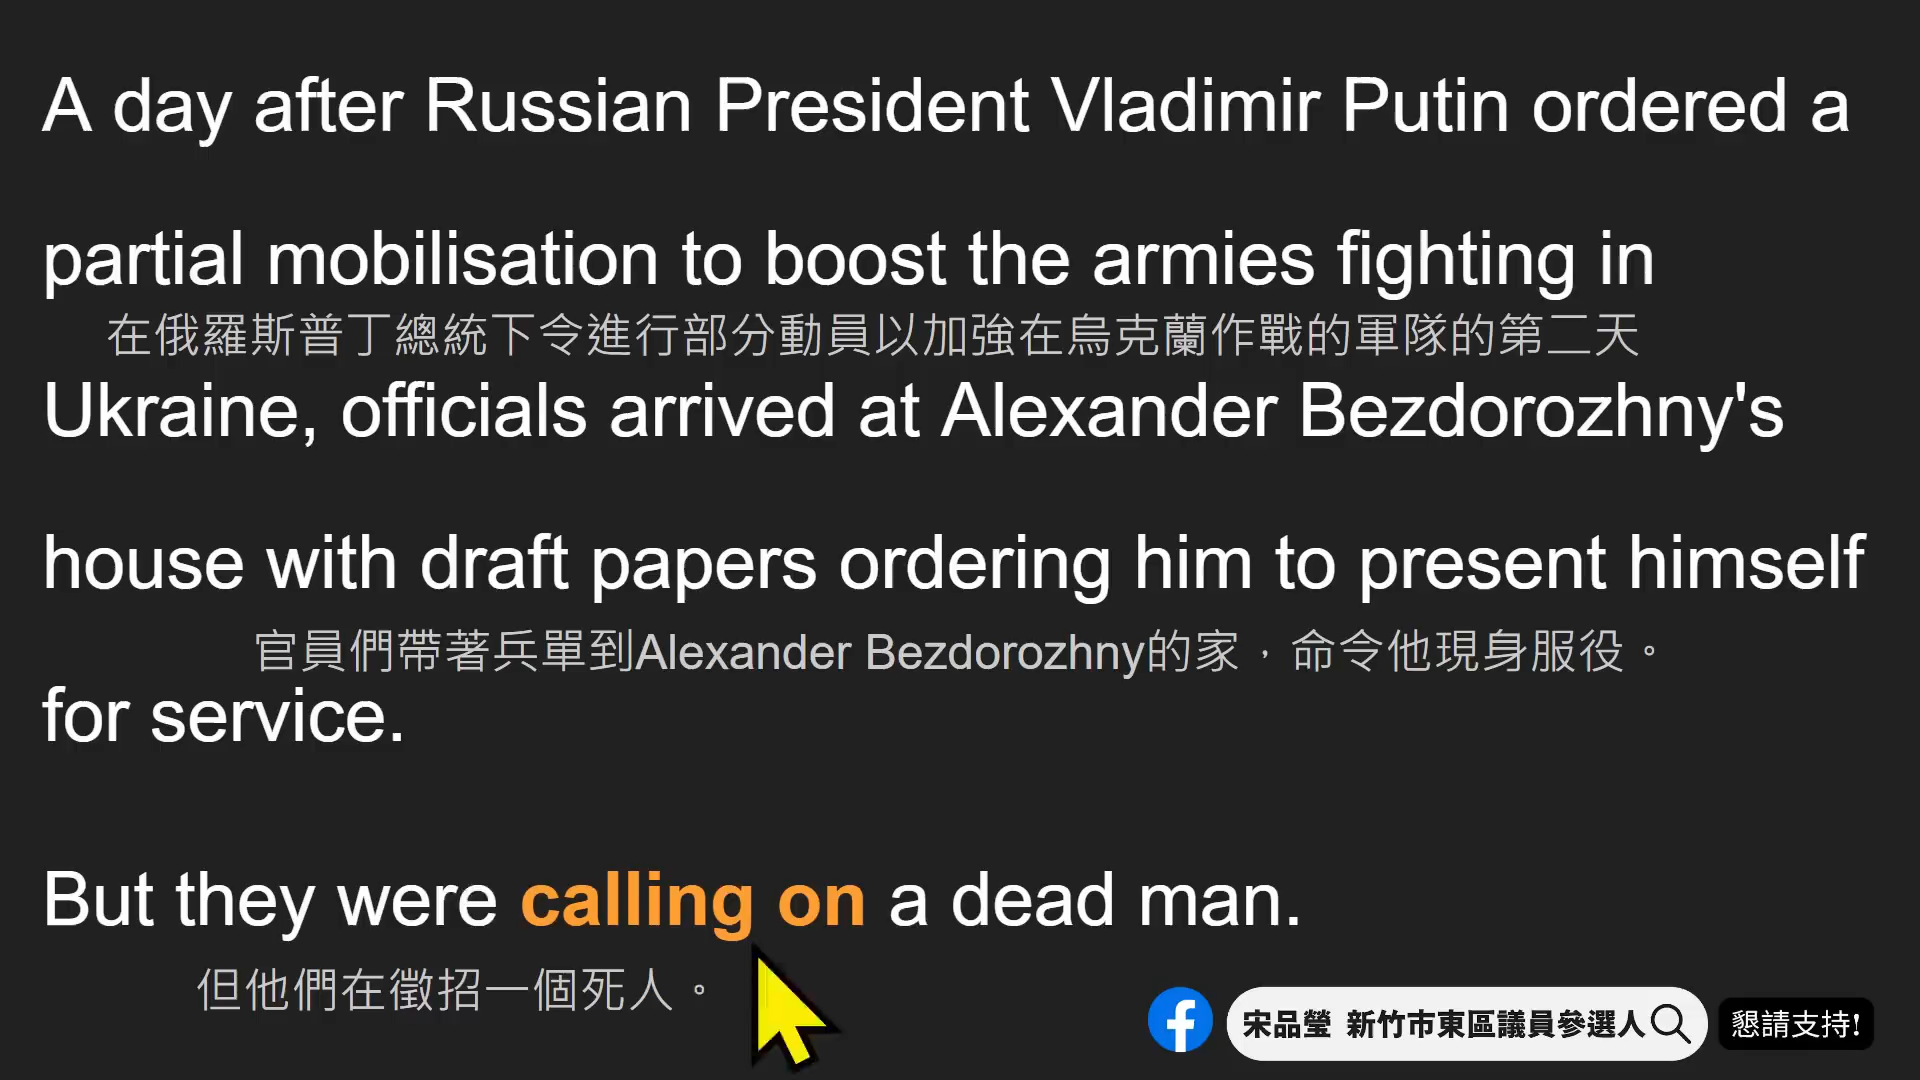 A day after Russian President Vladimir Putin ordered a
partial mobilisation to boost the armies fighting in
在俄羅斯普丁總統下令進行部分動員以加強在烏克蘭作戰的軍隊的第二天
Ukraine, officials arrived at Alexander Bezdorozhny's
house with draft papers ordering him to present himself
官員們帶著兵單到Alexander Bezdorozhny的家，命令他現身服役。
for service.
But they were calling on a dead man.
但他們在徵招一個死人。
宋品瑩 新竹市東區議員參選人
懇請支持!